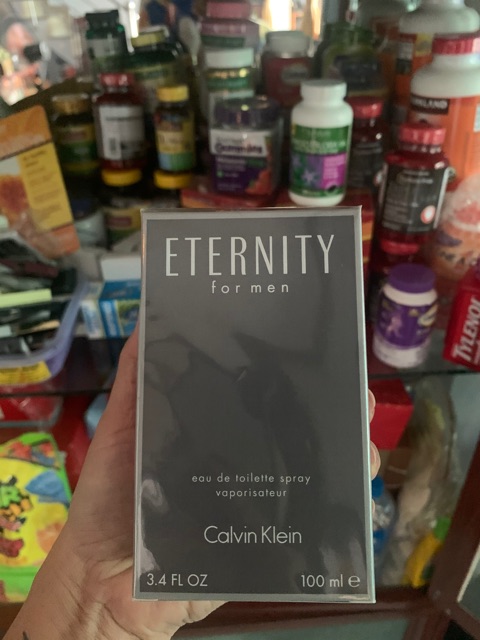 KIRKLAND
TYLENOL
ETERNITY
for men
eau de toilette spray
vaporisateur
Calvin Klein
3.4 FL OZ 100 ml ℮